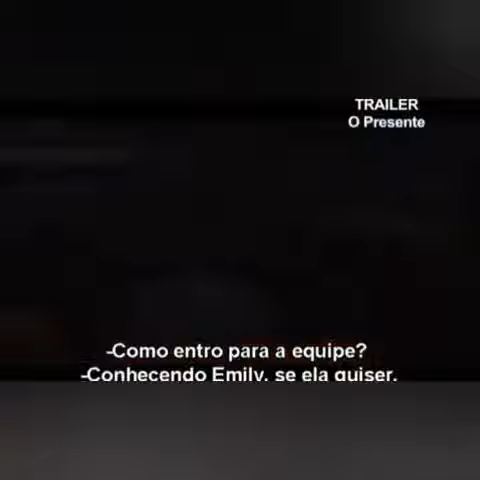 TRAILER
O Presente
-Como entro para a equipe?
-Conhecendo Emily, se ela quiser.